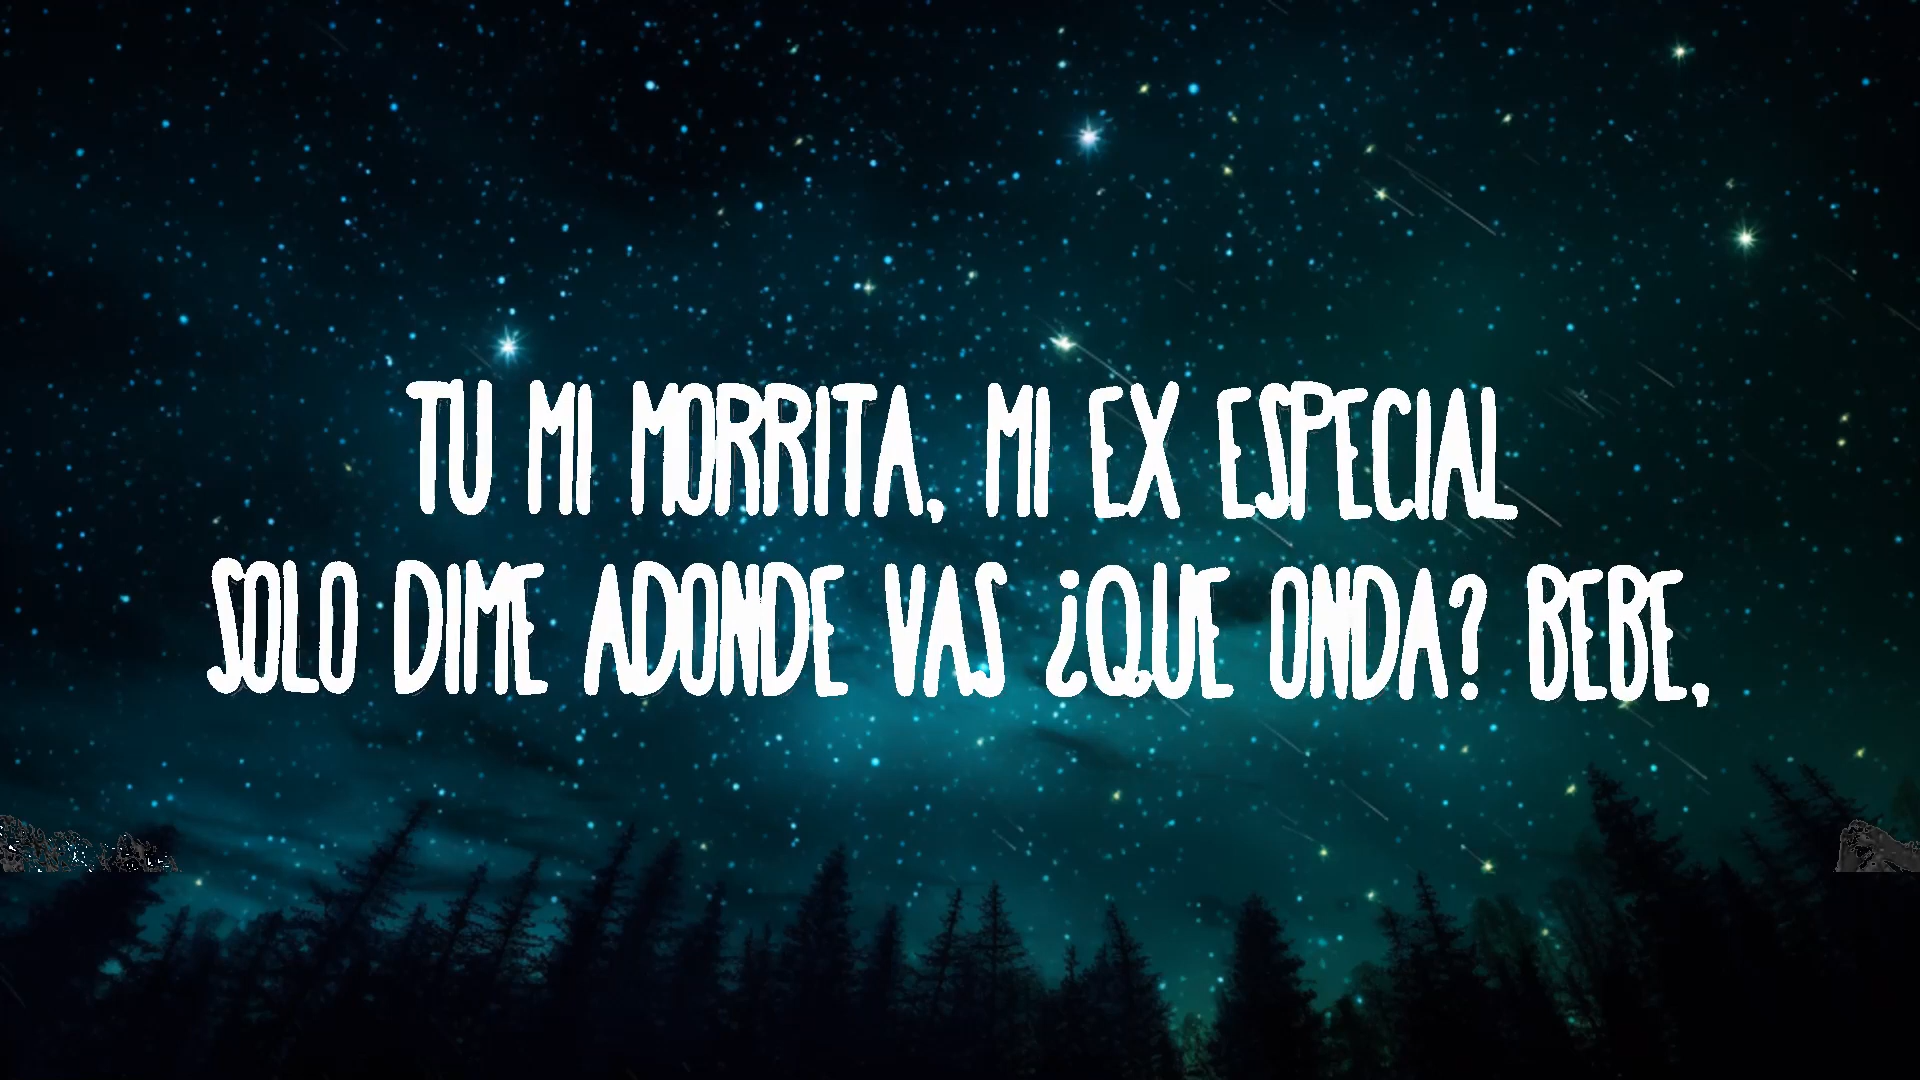 TU MI MORRITA, MI EX ESPECIAL
SOLO DIME ADONDE VAS ¿QUE ONDA? BEBE,